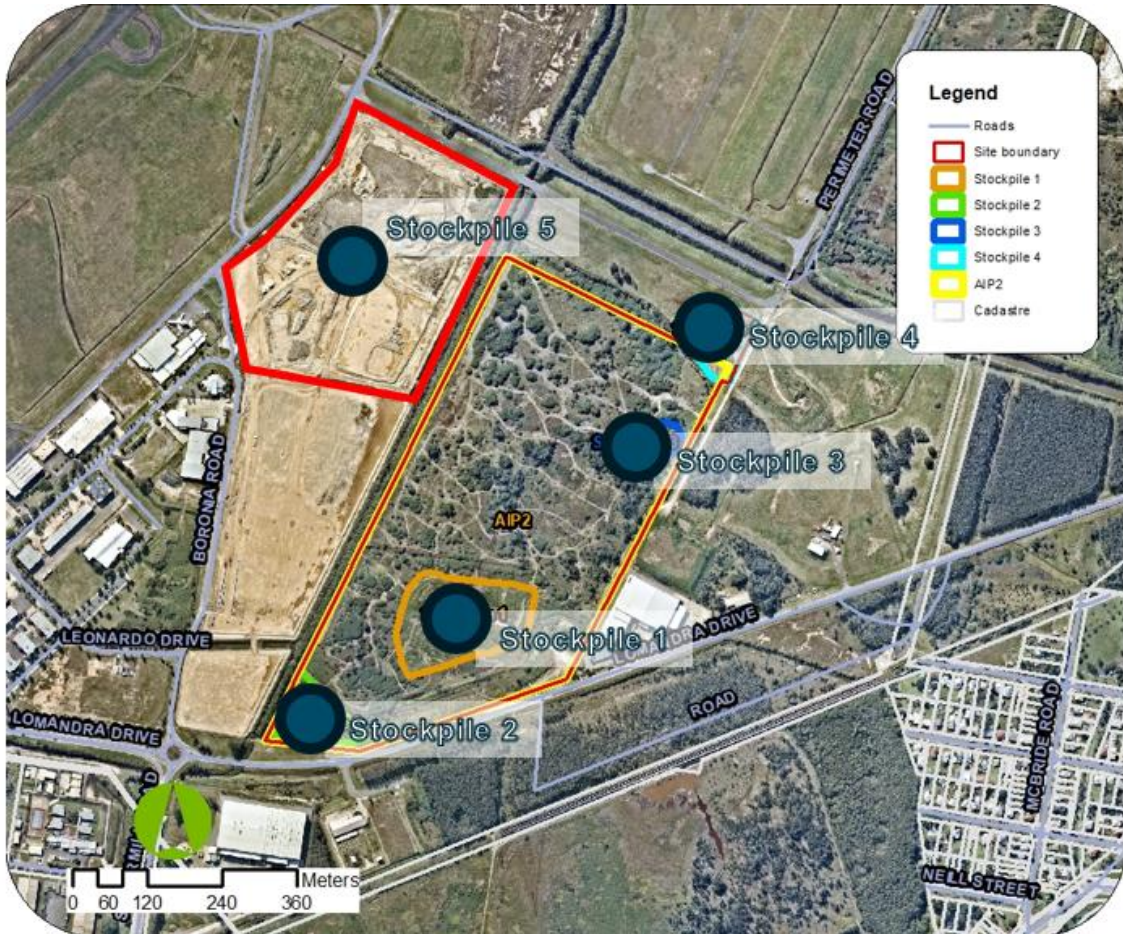 Legend
Roads
Site boundary
Stockpile 1
Stockpile 2
Stockpile 3
Stockpile 4
AIP2
Cadastre
PERIMETER ROAD
Stockpile 5
Stockpile 4
Stockpile 3
BORONIA ROAD
AIP2
Stockpile 1
LEONARDO DRIVE
LOMANDRA DRIVE
ROAD
Stockpile 2
LOMANDRA DRIVE
MCBRIDE ROAD
NEILL STREET
Meters
0 60 120 240 360